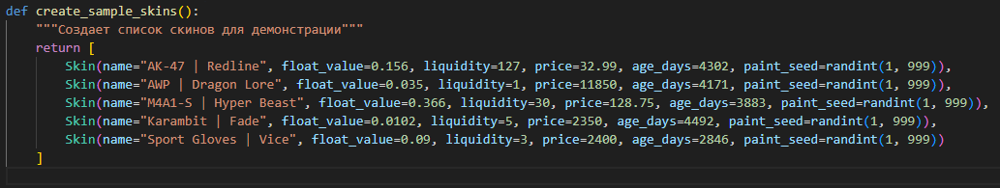 def create_sample_skins():
    """Создает список скинов для демонстрации"""
    return [
        Skin(name="AK-47 | Redline", float_value=0.156, liquidity=127, price=32.99, age_days=4302, paint_seed=randint(1, 999)),
        Skin(name="AWP | Dragon Lore", float_value=0.035, liquidity=1, price=11850, age_days=4171, paint_seed=randint(1, 999)),
        Skin(name="M4A1-S | Hyper Beast", float_value=0.366, liquidity=30, price=128.75, age_days=3883, paint_seed=randint(1, 999)),
        Skin(name="Karambit | Fade", float_value=0.0102, liquidity=5, price=2350, age_days=4492, paint_seed=randint(1, 999)),
        Skin(name="Sport Gloves | Vice", float_value=0.09, liquidity=3, price=2400, age_days=2846, paint_seed=randint(1, 999))
    ]